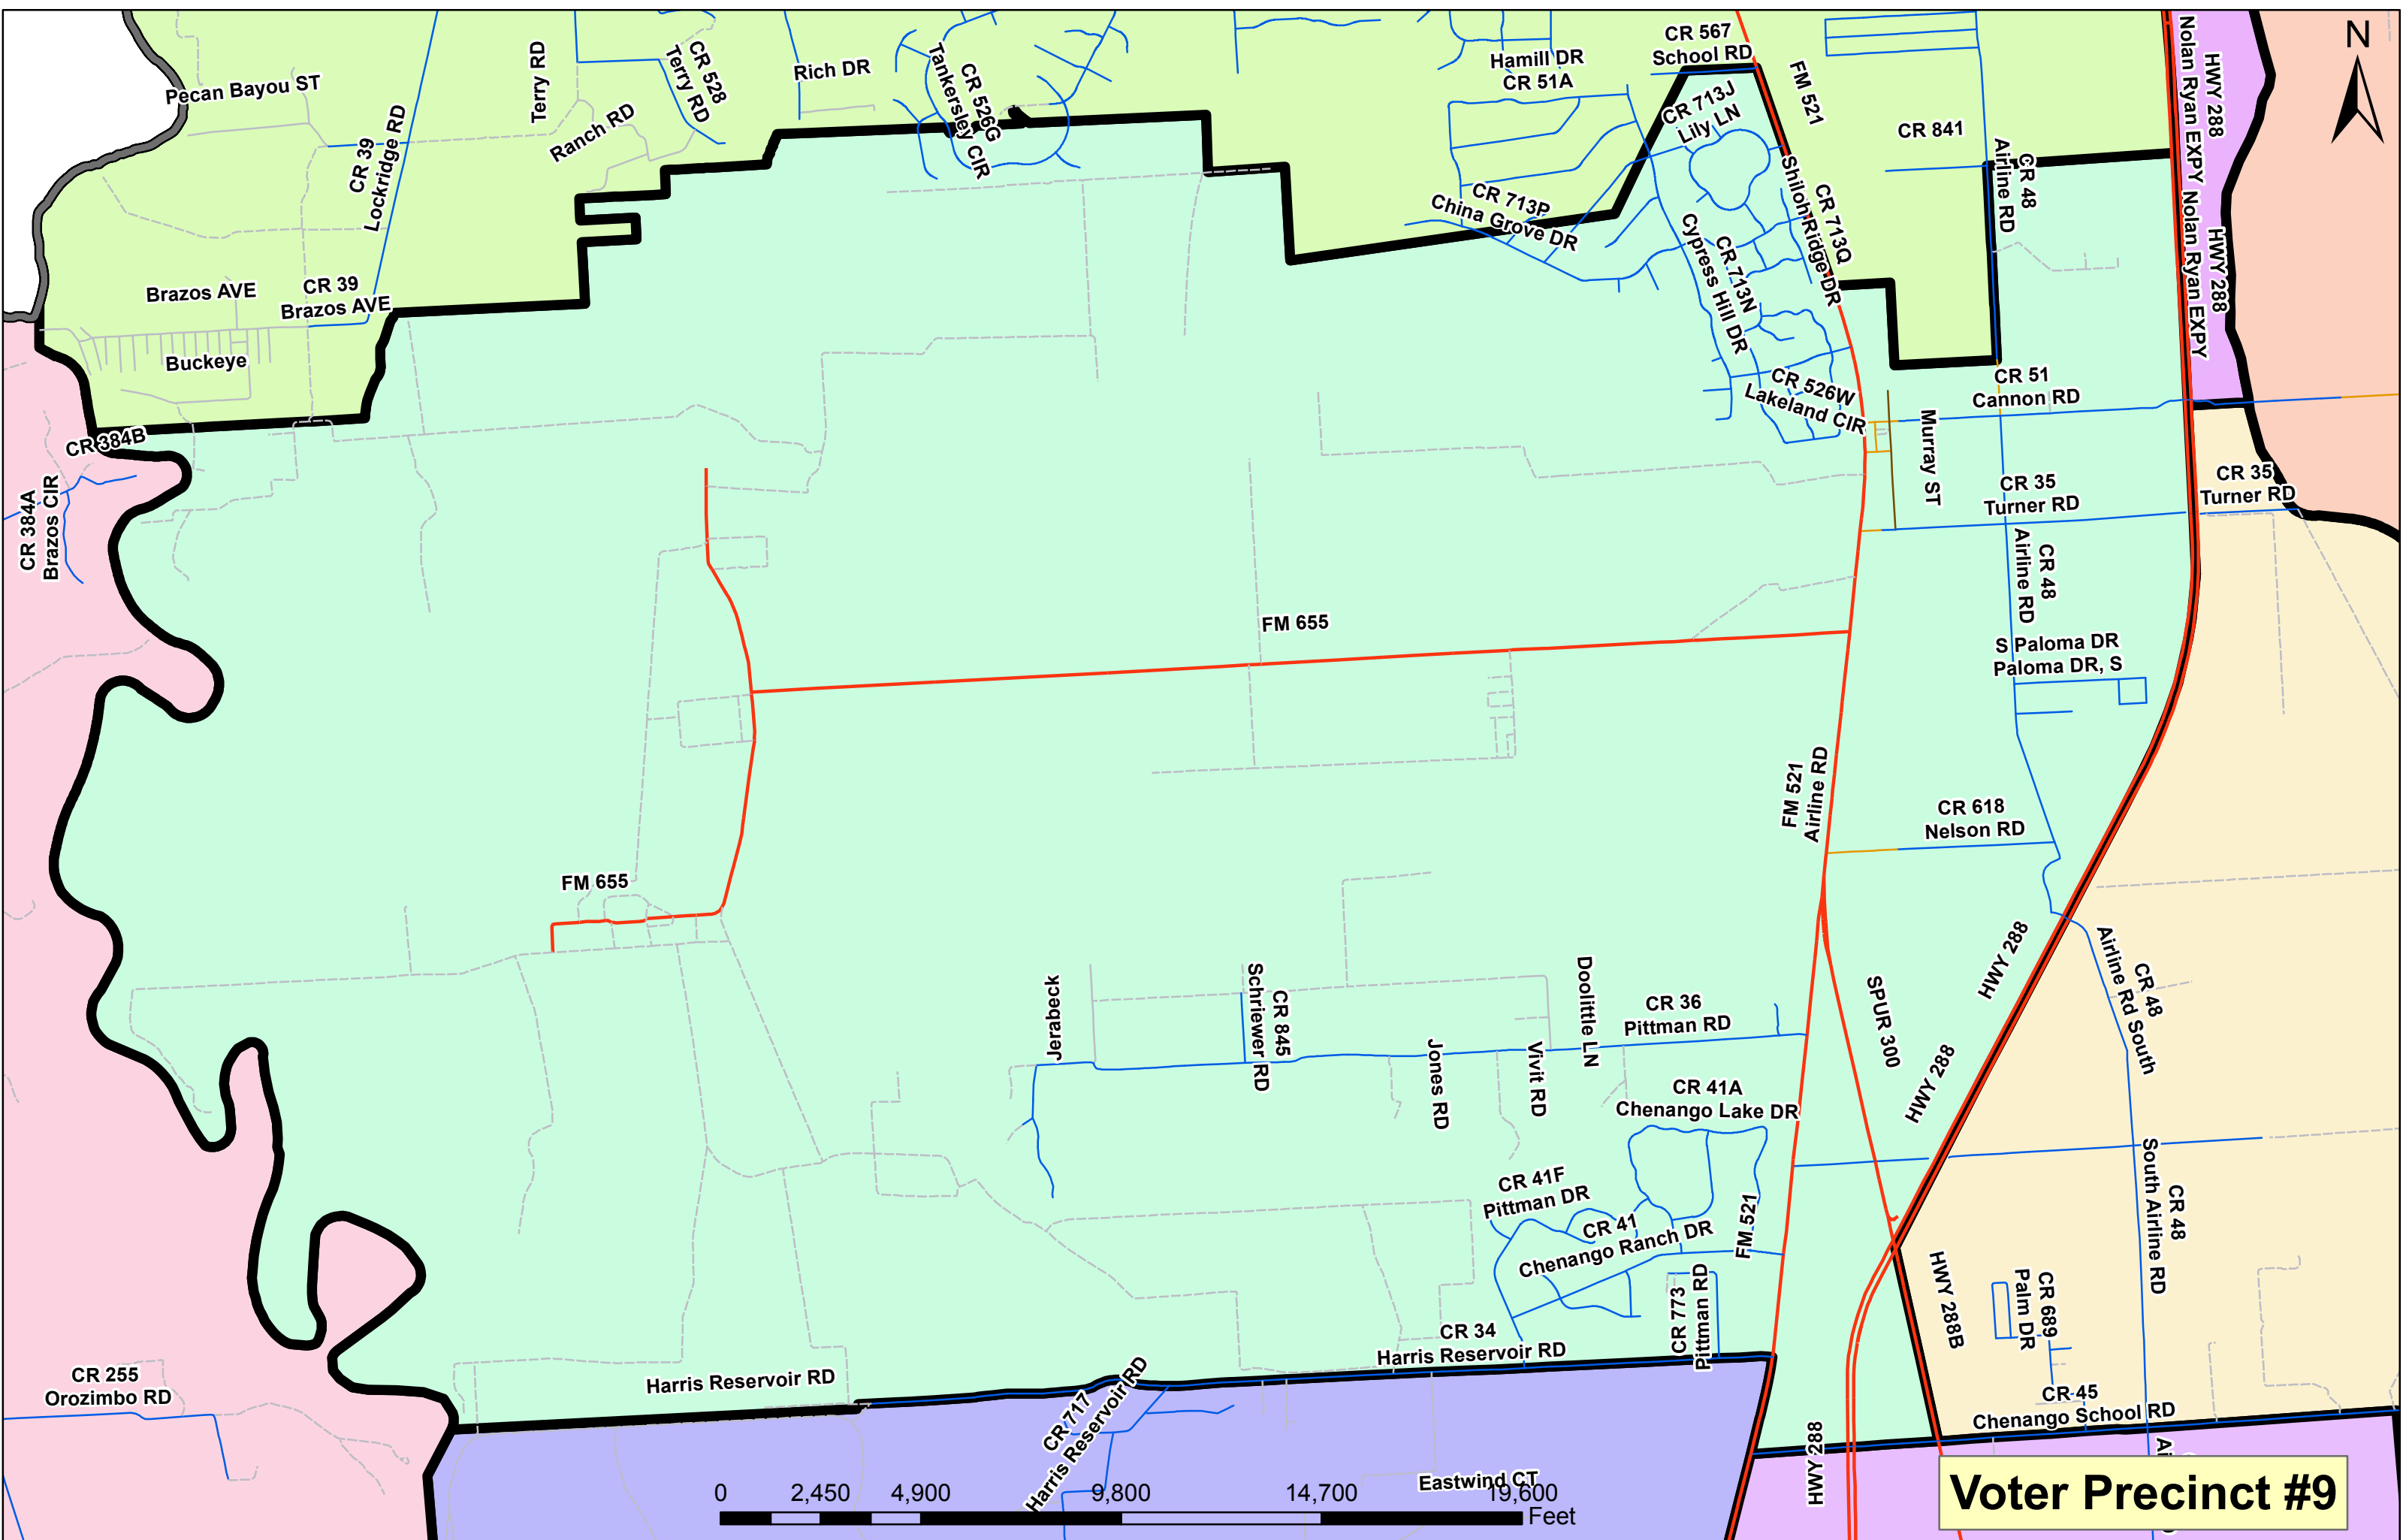 N
Pecan Bayou ST
Terry RD
CR 528
Terry RD
Rich DR
CR 526G
Tankersley CIR
Hamill DR
CR 51A
CR 567
School RD
FM 521
Nolan Ryan EXPY
HWY 288
CR 39
Lockridge RD
Ranch RD
CR 713J
Lily LN
CR 841
CR 48
Airline RD
CR 713P
China Grove DR
CR 713Q
Shiloh Ridge DR
Nolan Ryan EXPY
HWY 288
CR 713N
Cypress Hill DR
Brazos AVE
CR 39
Brazos AVE
Buckeye
CR 526W
Lakeland CIR
CR 51
Cannon RD
Murray ST
CR 384B
CR 384A
Brazos CIR
CR 35
Turner RD
CR 35
Turner RD
CR 48
Airline RD
FM 655
S Paloma DR
Paloma DR, S
FM 521
Airline RD
CR 618
Nelson RD
FM 655
HWY 288
CR 48
Airline Rd South
Jerabeck
CR 845
Schriewer RD
Doolittle LN
CR 36
Pittman RD
SPUR 300
Jones RD
Vivit RD
HWY 288
CR 41A
Chenango Lake DR
CR 41F
Pittman DR
CR 41
Chenango Ranch DR
FM 521
CR 48
South Airline RD
HWY 288B
CR 689
Palm DR
CR 773
Pittman RD
CR 34
Harris Reservoir RD
Harris Reservoir RD
CR 255
Orozimbo RD
CR 717
Harris Reservoir RD
CR 45
Chenango School RD
HWY 288
Eastwind CT
0 2,450 4,900 9,800 14,700 19,600
Feet
Voter Precinct #9